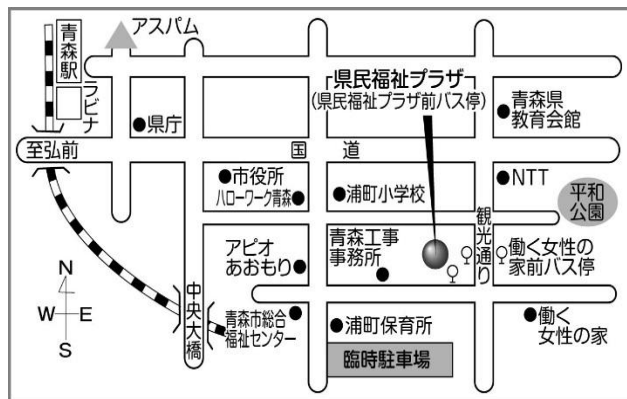 アスパム
青森駅
ラビナ
県民福祉プラザ
(県民福祉プラザ前バス停)
県庁
青森県
教育会館
至弘前
国道
市役所
ハローワーク青森
浦町小学校
NTT
平和
公園
観光通り
アピオ
あおもり
青森工事
事務所
働く女性の
家前バス停
N
W E
S
中央大橋
青森市総合
福祉センター
浦町保育所
働く
女性の家
臨時駐車場